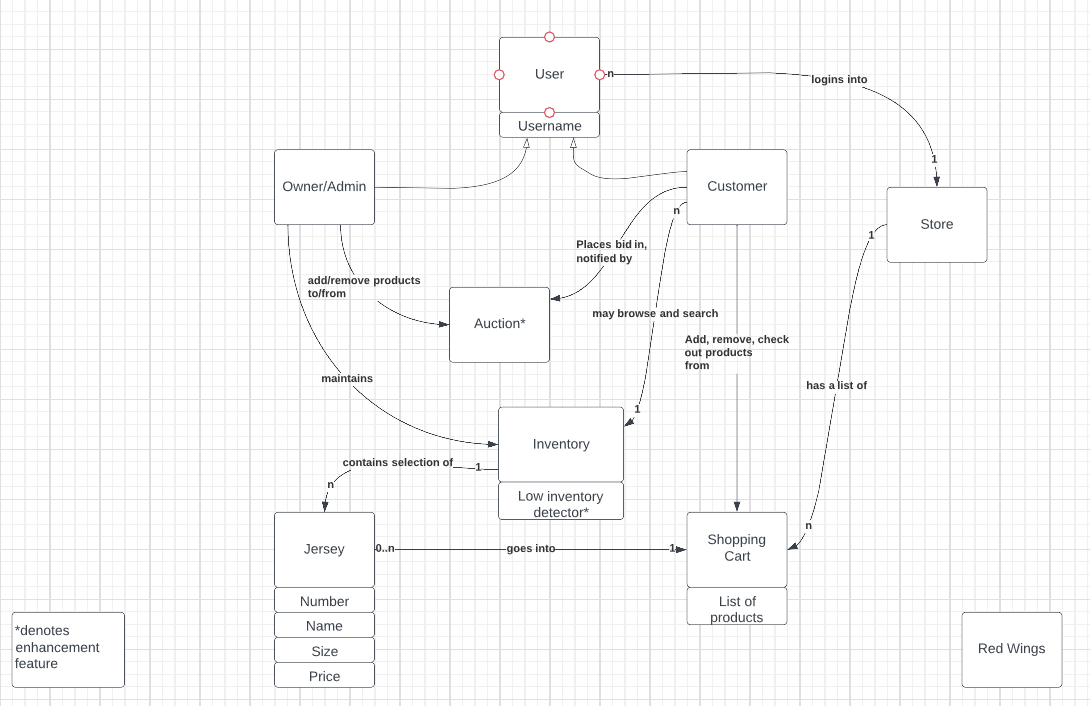 User
n
logins into
Username
1
Owner/Admin
Customer
n
Store
1
Places bid in,
notified by
add/remove products
to/from
Auction*
may browse and search
Add, remove, check
out products
from
maintains
has a list of
1
Inventory
contains selection of
1
n
Low inventory
detector*
n
Jersey
0..n
goes into
1
Shopping
Cart
Number
Name
Size
Price
List of
products
*denotes
enhancement
feature
Red Wings